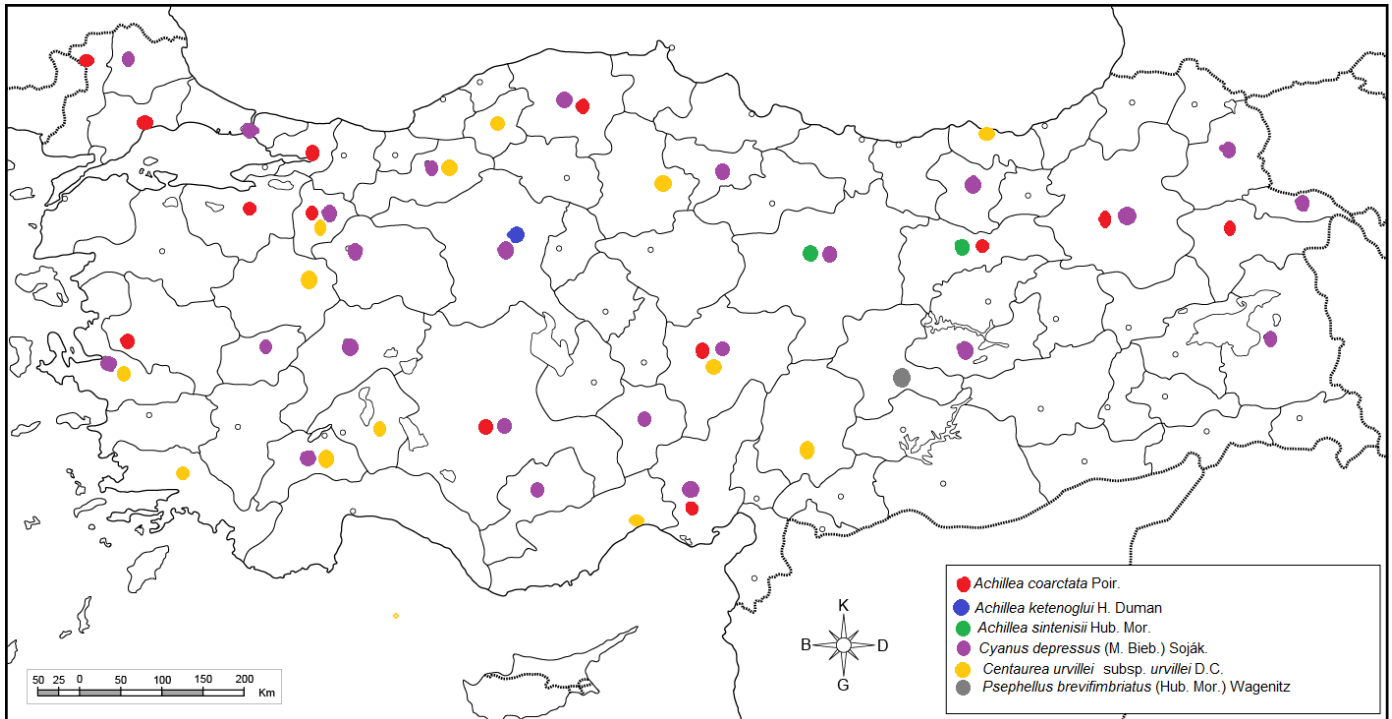 K
B D
G
Achillea coarctata Poir.
Achillea ketenoglui H. Duman
Achillea sintenisii Hub. Mor.
Cyanus depressus (M. Bieb.) Soják.
Centaurea urvillei subsp. urvillei D.C.
Psephellus brevifimbriatus (Hub. Mor.) Wagenitz
50 25 0 50 100 150 200
Km